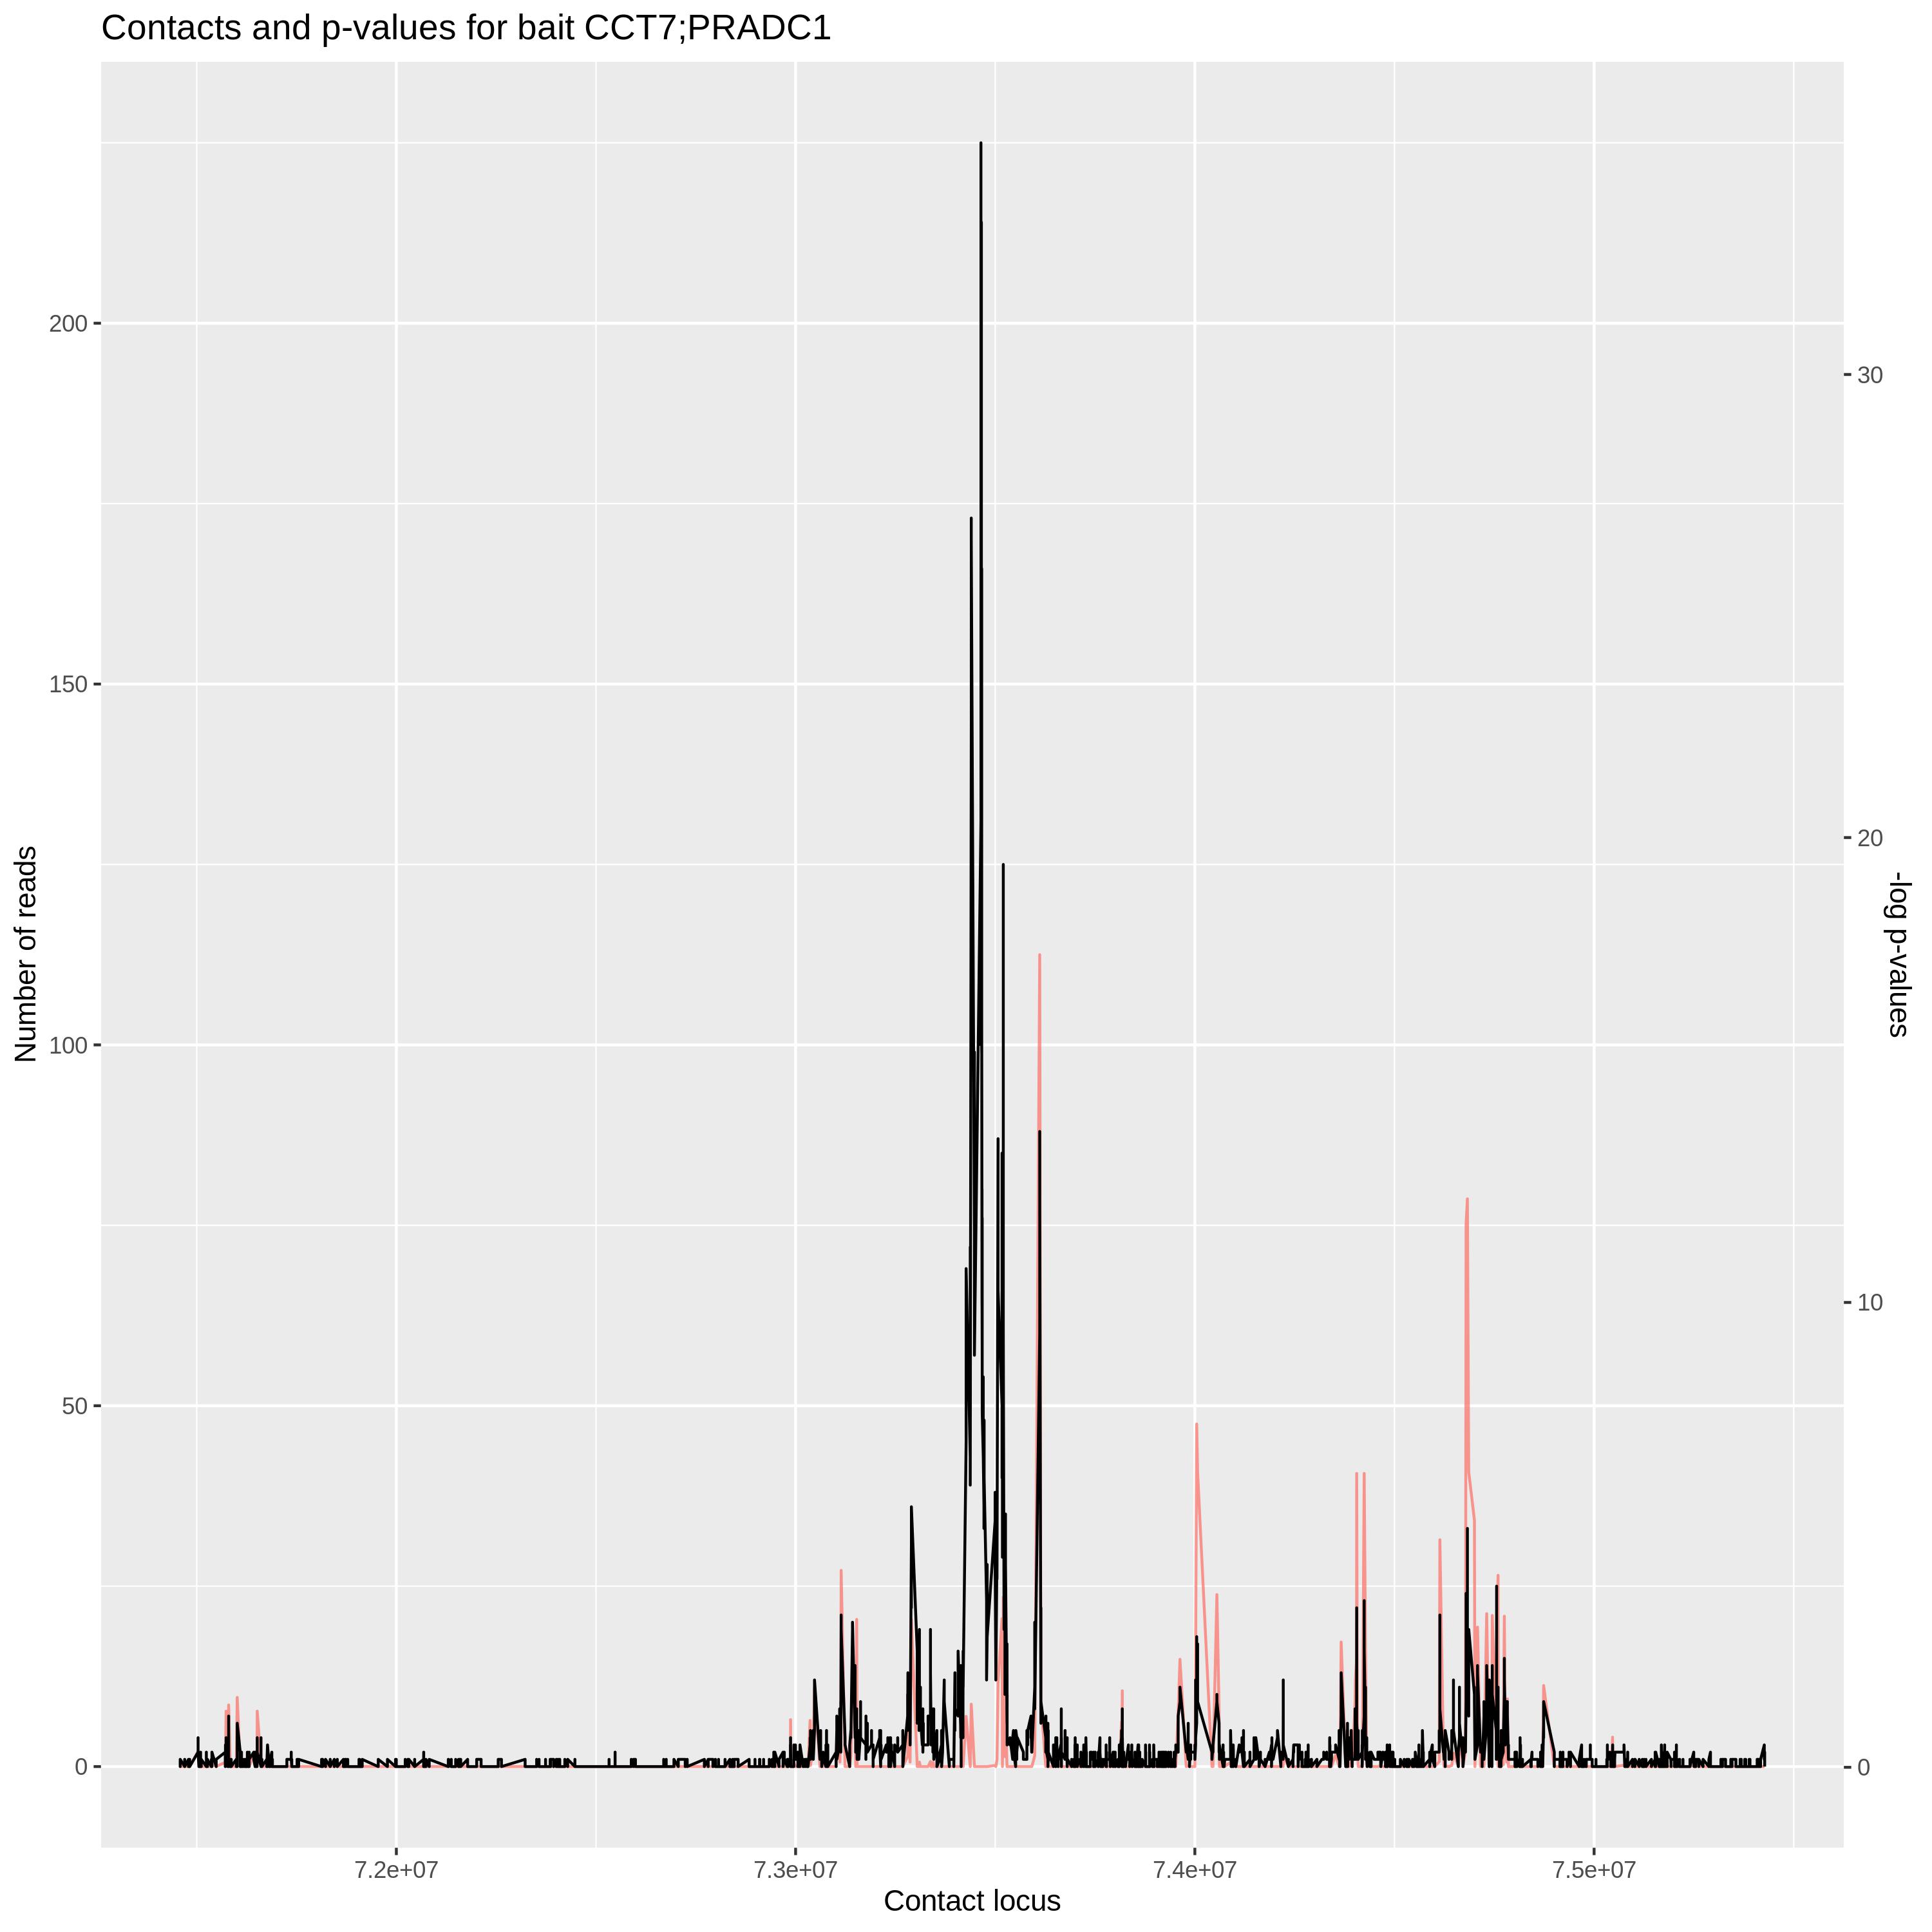 Contacts and p-values for bait CCT7;PRADC1
Number of reads
200
150
100
50
0
30
20
10
0
-log p-values
7.2e+07
7.3e+07
7.4e+07
7.5e+07
Contact locus